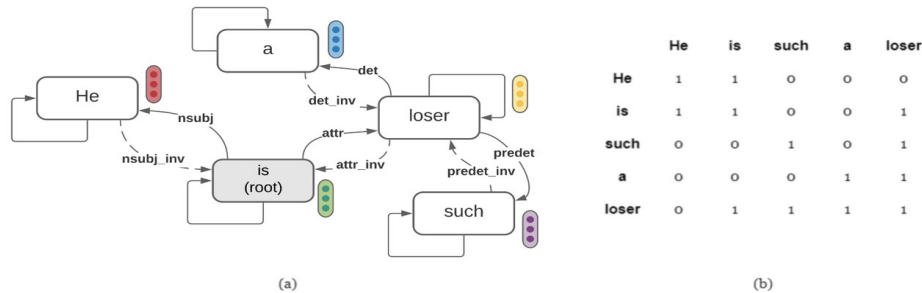 a
det
det_inv
He
nsubj
nsubj_inv
loser
attr
attr_inv
is
(root)
predet
predet_inv
such
(a)
He is such a loser
He 1 1 0 0 0
is 1 1 0 0 1
such 0 0 1 0 1
a 0 0 0 1 1
loser 0 1 1 1 1
(b)